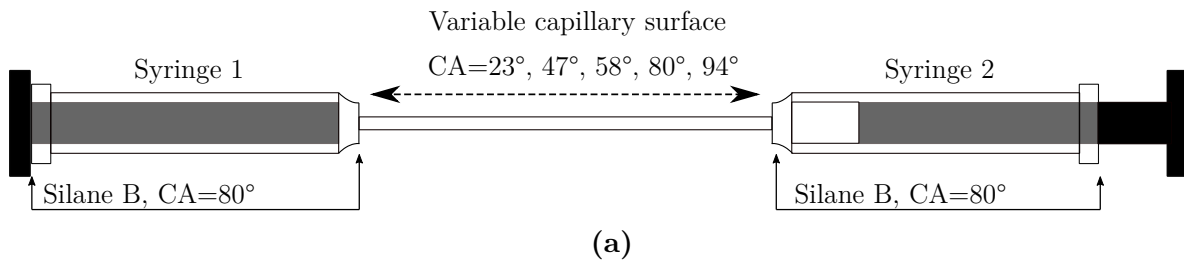 Variable capillary surface
CA=23°, 47°, 58°, 80°, 94°
Syringe 1
Syringe 2
Silane B, CA=80°
Silane B, CA=80°
(a)